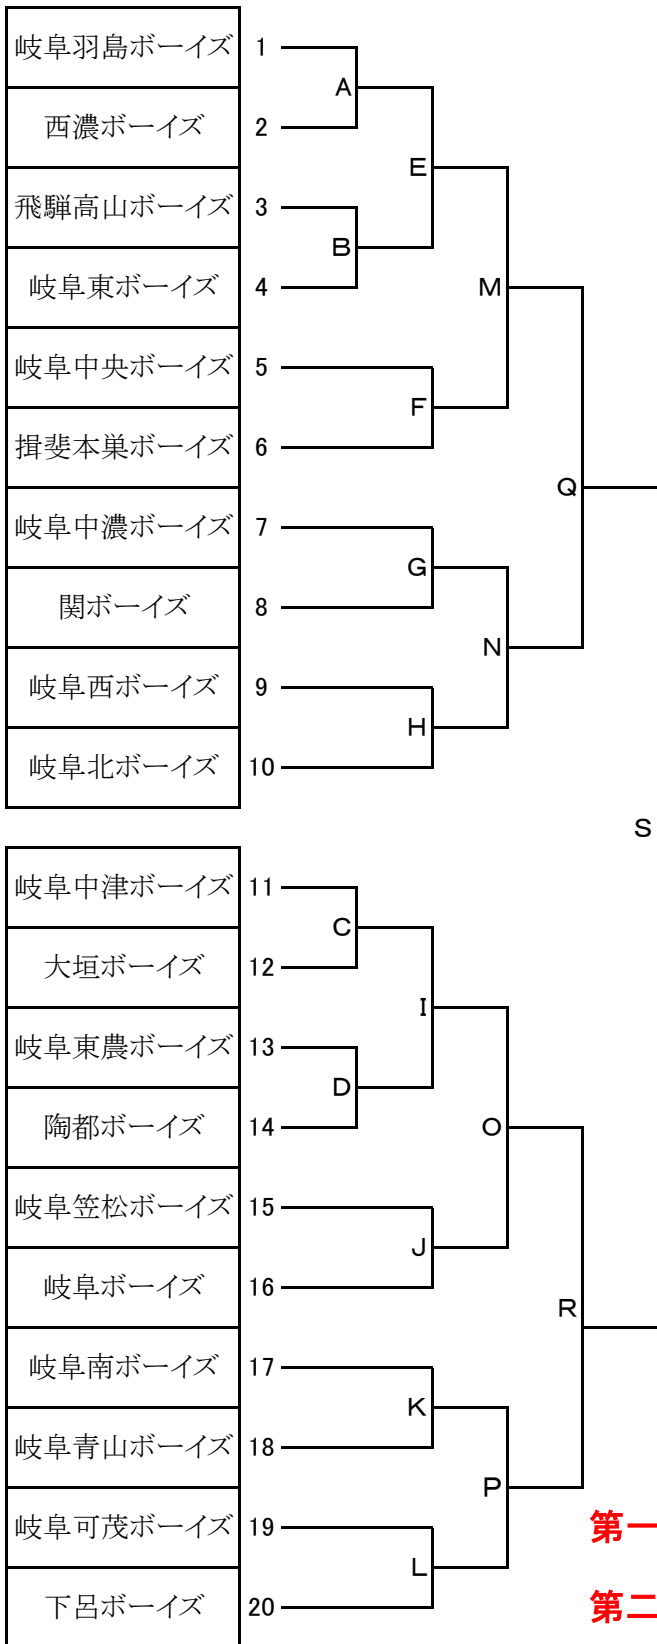 岐阜羽島ボーイズ 1
A
西濃ボーイズ 2
E
飛騨高山ボーイズ 3
B
岐阜東ボーイズ 4
M
岐阜中央ボーイズ 5
F
揖斐本巣ボーイズ 6
Q
岐阜中濃ボーイズ 7
G
関ボーイズ 8
N
岐阜西ボーイズ 9
H
岐阜北ボーイズ 10
S
岐阜中津ボーイズ 11
C
大垣ボーイズ 12
I
岐阜東農ボーイズ 13
D
陶都ボーイズ 14
O
岐阜笠松ボーイズ 15
J
岐阜ボーイズ 16
R
岐阜南ボーイズ 17
K
岐阜青山ボーイズ 18
P
岐阜可茂ボーイズ 19
第一
L
下呂ボーイズ 20
第二